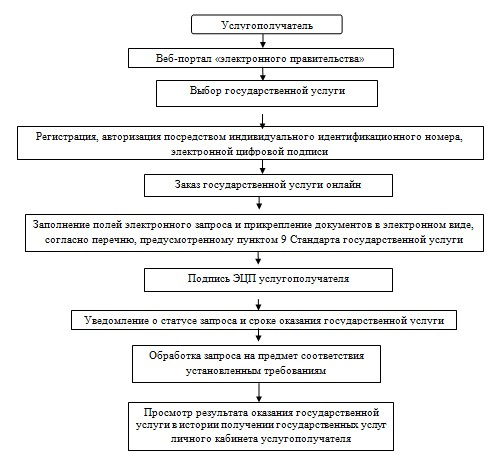 Услугополучатель
Веб-портал «электронного правительства»
Выбор государственной услуги
Регистрация, авторизация посредством индивидуального идентификационного номера,
электронной цифровой подписи
Заказ государственной услуги онлайн
Заполнение полей электронного запроса и прикрепление документов в электронном виде,
согласно перечню, предусмотренному пунктом 9 Стандарта государственной услуги
Подпись ЭЦП услугополучателя
Уведомление о статусе запроса и сроке оказания государственной услуги
Обработка запроса на предмет соответствия
установленным требованиям
Просмотр результата оказания государственной
услуги в истории получении государственных услуг
личного кабинета услугополучателя